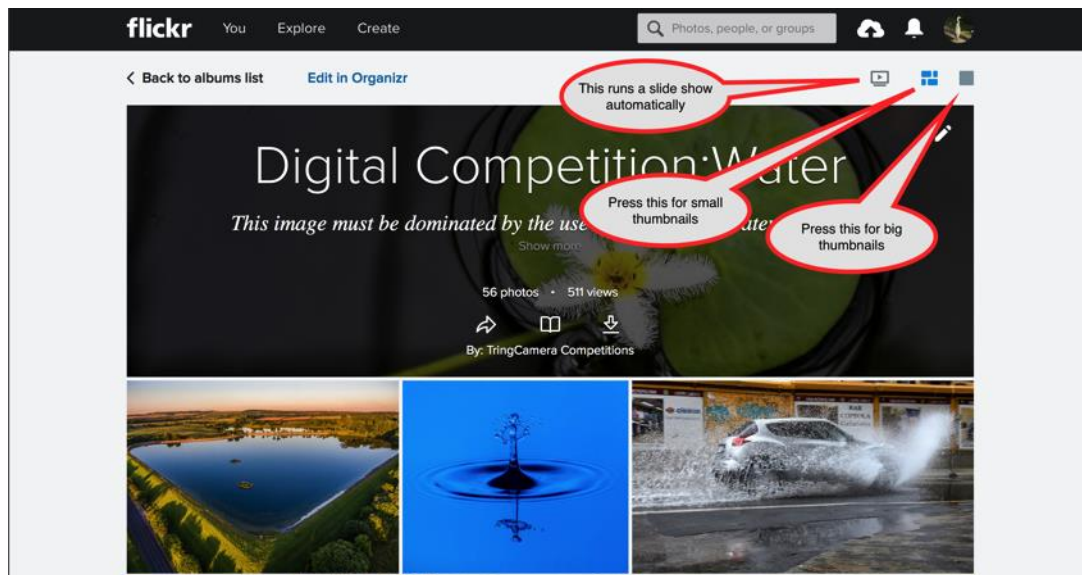 flickr You Explore Create Photos, people, or groups
Back to albums list Edit in Organizr
This runs a slide show
automatically
Digital Competition:Water
Press this for small
thumbnails
This image must be dominated by the use
Press this for big
thumbnails
Show more
56 photos • 511 views
By: TringCamera Competitions